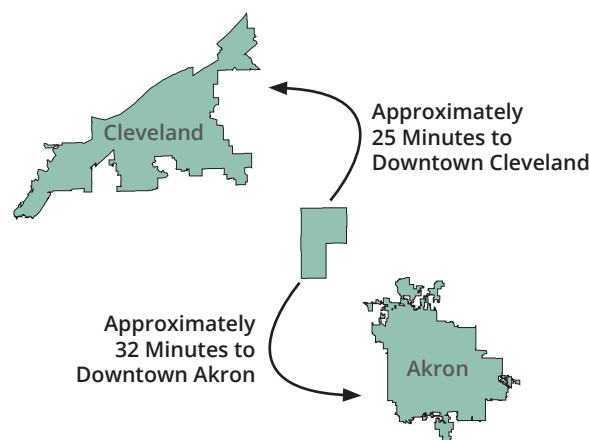 Cleveland
Approximately
25 Minutes to
Downtown Cleveland
Approximately
32 Minutes to
Downtown Akron
Akron